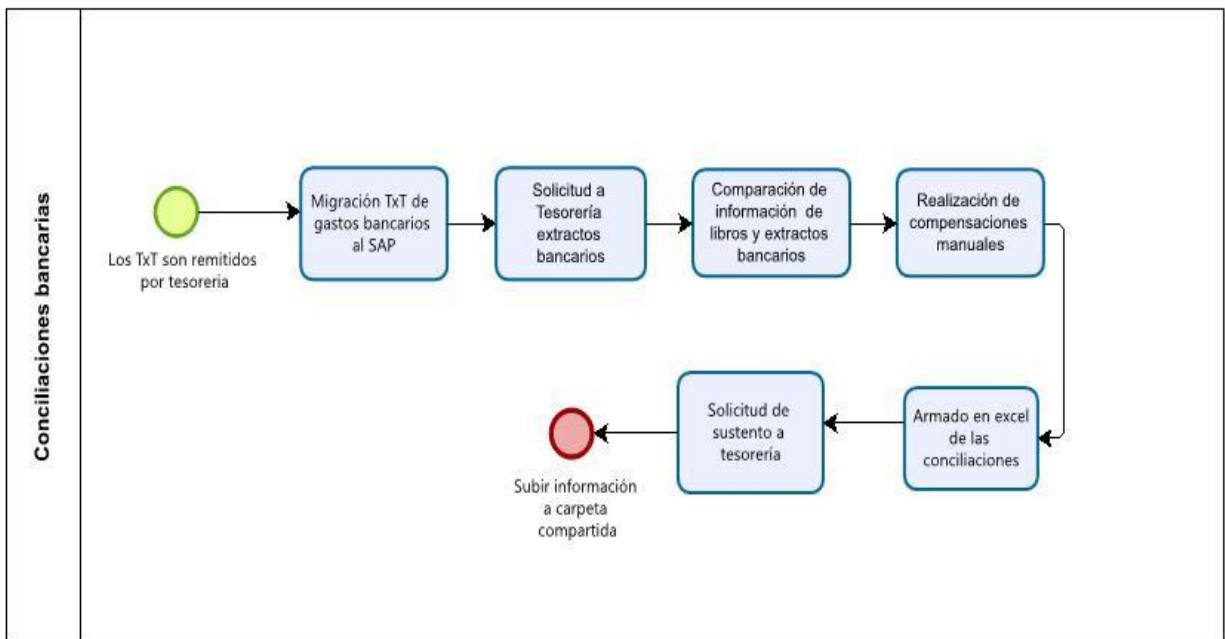 Conciliaciones bancarias
Los TxT son remitidos
por tesoreria
Migración TxT de
gastos bancarios
al SAP
Solicitud a
Tesorería
extractos
bancarios
Comparación de
información de
libros y extractos
bancarios
Realización de
compensaciones
manuales
Armado en excel
de las
conciliaciones
Solicitud de
sustento a
tesorería
Subir información
a carpeta
compartida